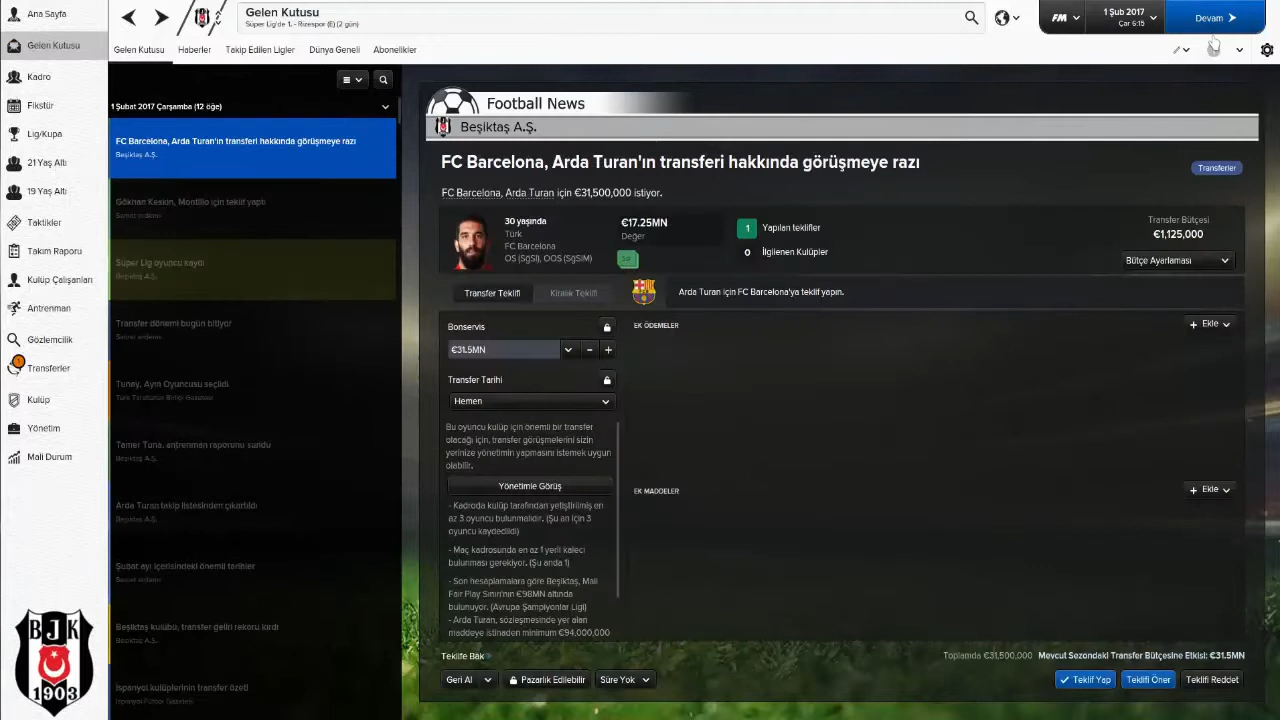 Ana Sayfa
Gelen Kutusu
Kadro
Fikstür
Lig/Kupa
21 Yaş Altı
19 Yaş Altı
Taktikler
Takım Raporu
Kulüp Çalışanları
Antrenman
Gözlemcilik
Transferler
Kulüp
Yönetim
Mali Durum
BJK
1903
Gelen Kutusu
Süper Lig'de 1. - Rizespor (E) (2 gün)
FM
1 Şub 2017
Çar 6:15
Devam
Gelen Kutusu
Haberler
Takip Edilen Ligler
Dünya Geneli
Abonelikler
1 Şubat 2017 Çarşamba (12 öğe)
FC Barcelona, Arda Turan'ın transferi hakkında görüşmeye razı
Beşiktaş A.Ş.
Gökhan Keskin, Montillo için teklif yaptı
Süper Lig oyuncu kaydı
Beşiktaş A.Ş.
Transfer dönemi bugün bitiyor
Tunay, Ayın Oyuncusu seçildi
Tamer Tuna, antrenman raporunu sundu
Beşiktaş A.Ş.
Arda Turan takip listesinden çıkartıldı
Beşiktaş A.Ş.
Şubat ayı içerisindeki önemli tarihler
Beşiktaş kulübü, transfer geliri rekoru kırdı
Beşiktaş A.Ş.
İspanyol kulüplerinin transfer özeti
Football News
Beşiktaş A.Ş.
FC Barcelona, Arda Turan'ın transferi hakkında görüşmeye razı
Transferler
FC Barcelona, Arda Turan için €31,500,000 istiyor.
30 yaşında
Türk
FC Barcelona
OS (SgSl), OOS (SgSlM)
€17.25MN
Değer
1 Yapılan teklifler
0 İlgilenen Kulüpler
Transfer Bütçesi
€1,125,000
Bütçe Ayarlaması
Transfer Teklifi
Kiralık Teklifi
Arda Turan için FC Barcelona'ya teklif yapın.
Bonservis
€31.5MN
Transfer Tarihi
Hemen
Bu oyuncu kulüp için önemli bir transfer
olacağı için, transfer görüşmelerini sizin
yerinize yönetimin yapmasını istemek uygun
olabilir.
Yönetimle Görüş
- Kadroda kulüp tarafından yetiştirilmiş en
az 3 oyuncu bulunmalıdır. (Şu an için 3
oyuncu kaydedildi)
- Maç kadrosunda en az 1 yerli kaleci
bulunması gerekiyor. (Şu anda 1)
- Son hesaplamalara göre Beşiktaş, Mali
Fair Play Sınırı'nın €98MN altında
bulunuyor. (Avrupa Şampiyonlar Ligi)
- Arda Turan, sözleşmesinde yer alan
maddeye istinaden minimum €94,000,000
EK ÖDEMELER
Ekle
EK MADDELER
Ekle
Teklife Bak
Toplamda €31,500,000 Mevcut Sezondaki Transfer Bütçesine Etkisi: €31.5MN
Geri Al
Pazarlık Edilebilir
Süre Yok
Teklif Yap
Teklifi Öner
Teklifi Reddet